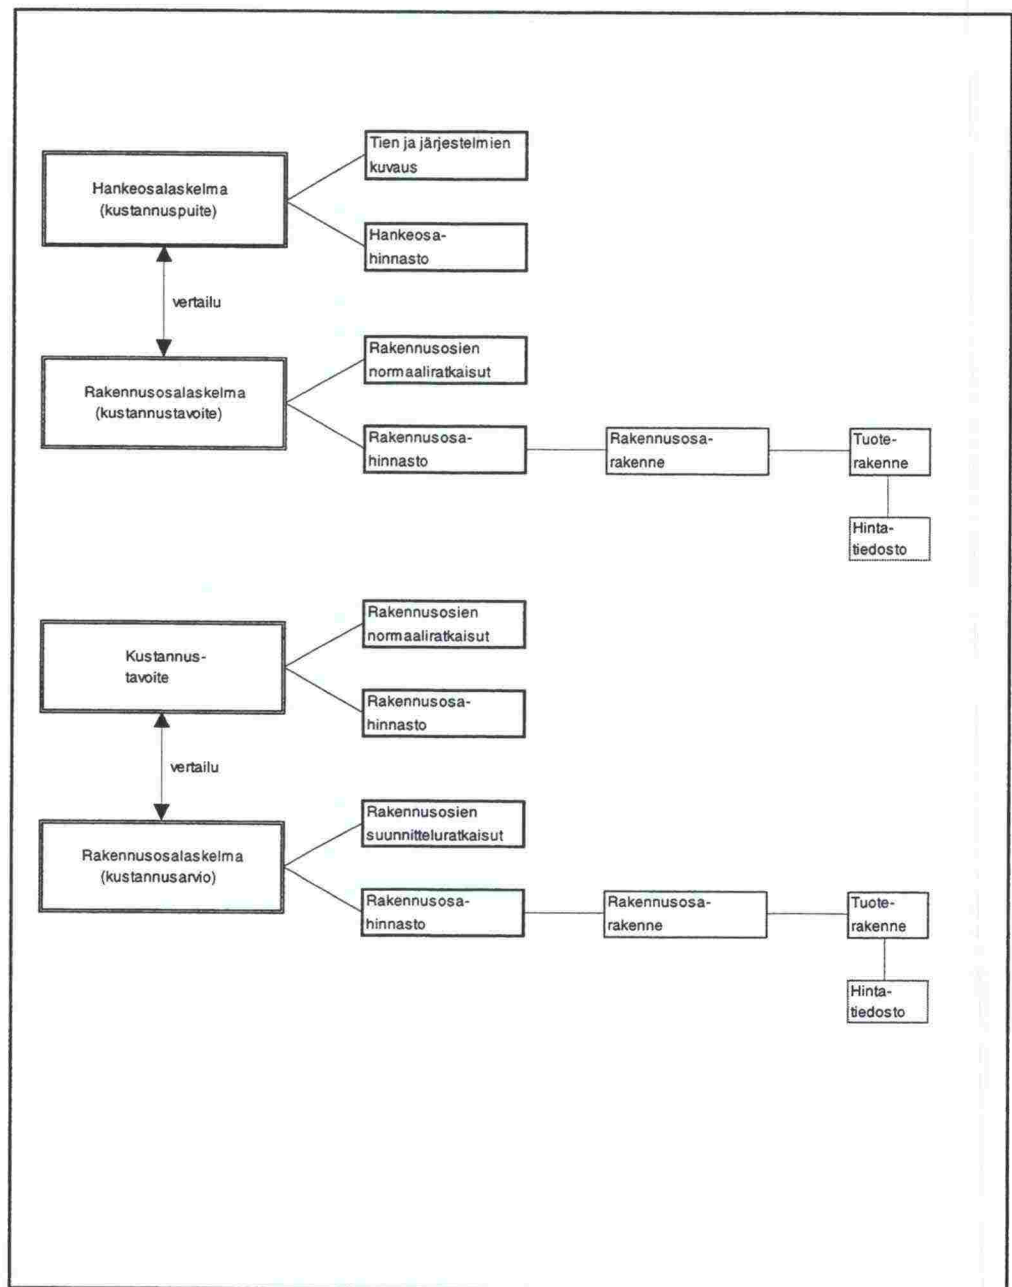 Tien ja järjestelmien
kuvaus
Hankeosalaskelma
(kustannuspuite)
Hankeosa-
hinnasto
vertailu
Rakennusosien
normaaliratkaisut
Rakennusosalaskelma
(kustannustavoite)
Rakennusosa-
hinnasto
Rakennusosa-
rakenne
Tuote-
rakenne
Hinta-
tiedosto
Rakennusosien
normaaliratkaisut
Kustannus-
tavoite
Rakennusosa-
hinnasto
vertailu
Rakennusosien
suunnitteluratkaisut
Rakennusosalaskelma
(kustannusarvio)
Rakennusosa-
hinnasto
Rakennusosa-
rakenne
Tuote-
rakenne
Hinta-
tiedosto